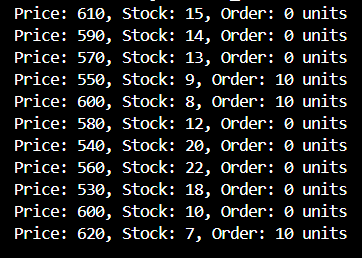 Price: 610, Stock: 15, Order: 0 units
Price: 590, Stock: 14, Order: 0 units
Price: 570, Stock: 13, Order: 0 units
Price: 550, Stock: 9, Order: 10 units
Price: 600, Stock: 8, Order: 10 units
Price: 580, Stock: 12, Order: 0 units
Price: 540, Stock: 20, Order: 0 units
Price: 560, Stock: 22, Order: 0 units
Price: 530, Stock: 18, Order: 0 units
Price: 600, Stock: 10, Order: 0 units
Price: 620, Stock: 7, Order: 10 units